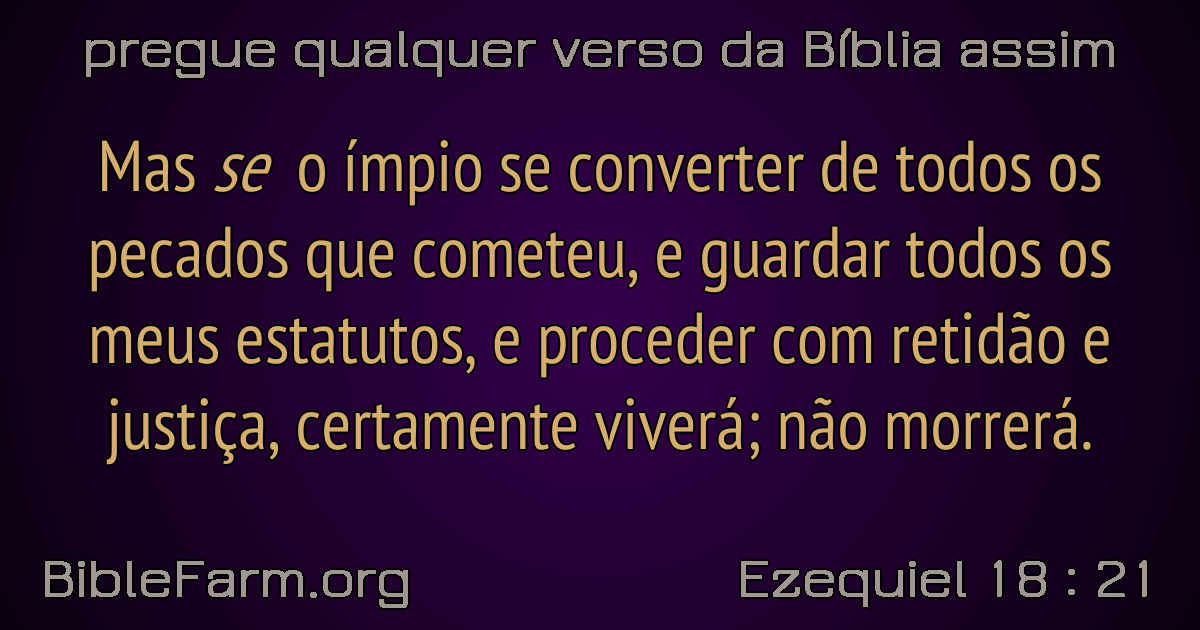 pregue qualquer verso da Bíblia assim
Mas se o ímpio se converter de todos os
pecados que cometeu, e guardar todos os
meus estatutos, e proceder com retidão e
justiça, certamente viverá; não morrerá.
BibleFarm.org
Ezequiel 18 : 21